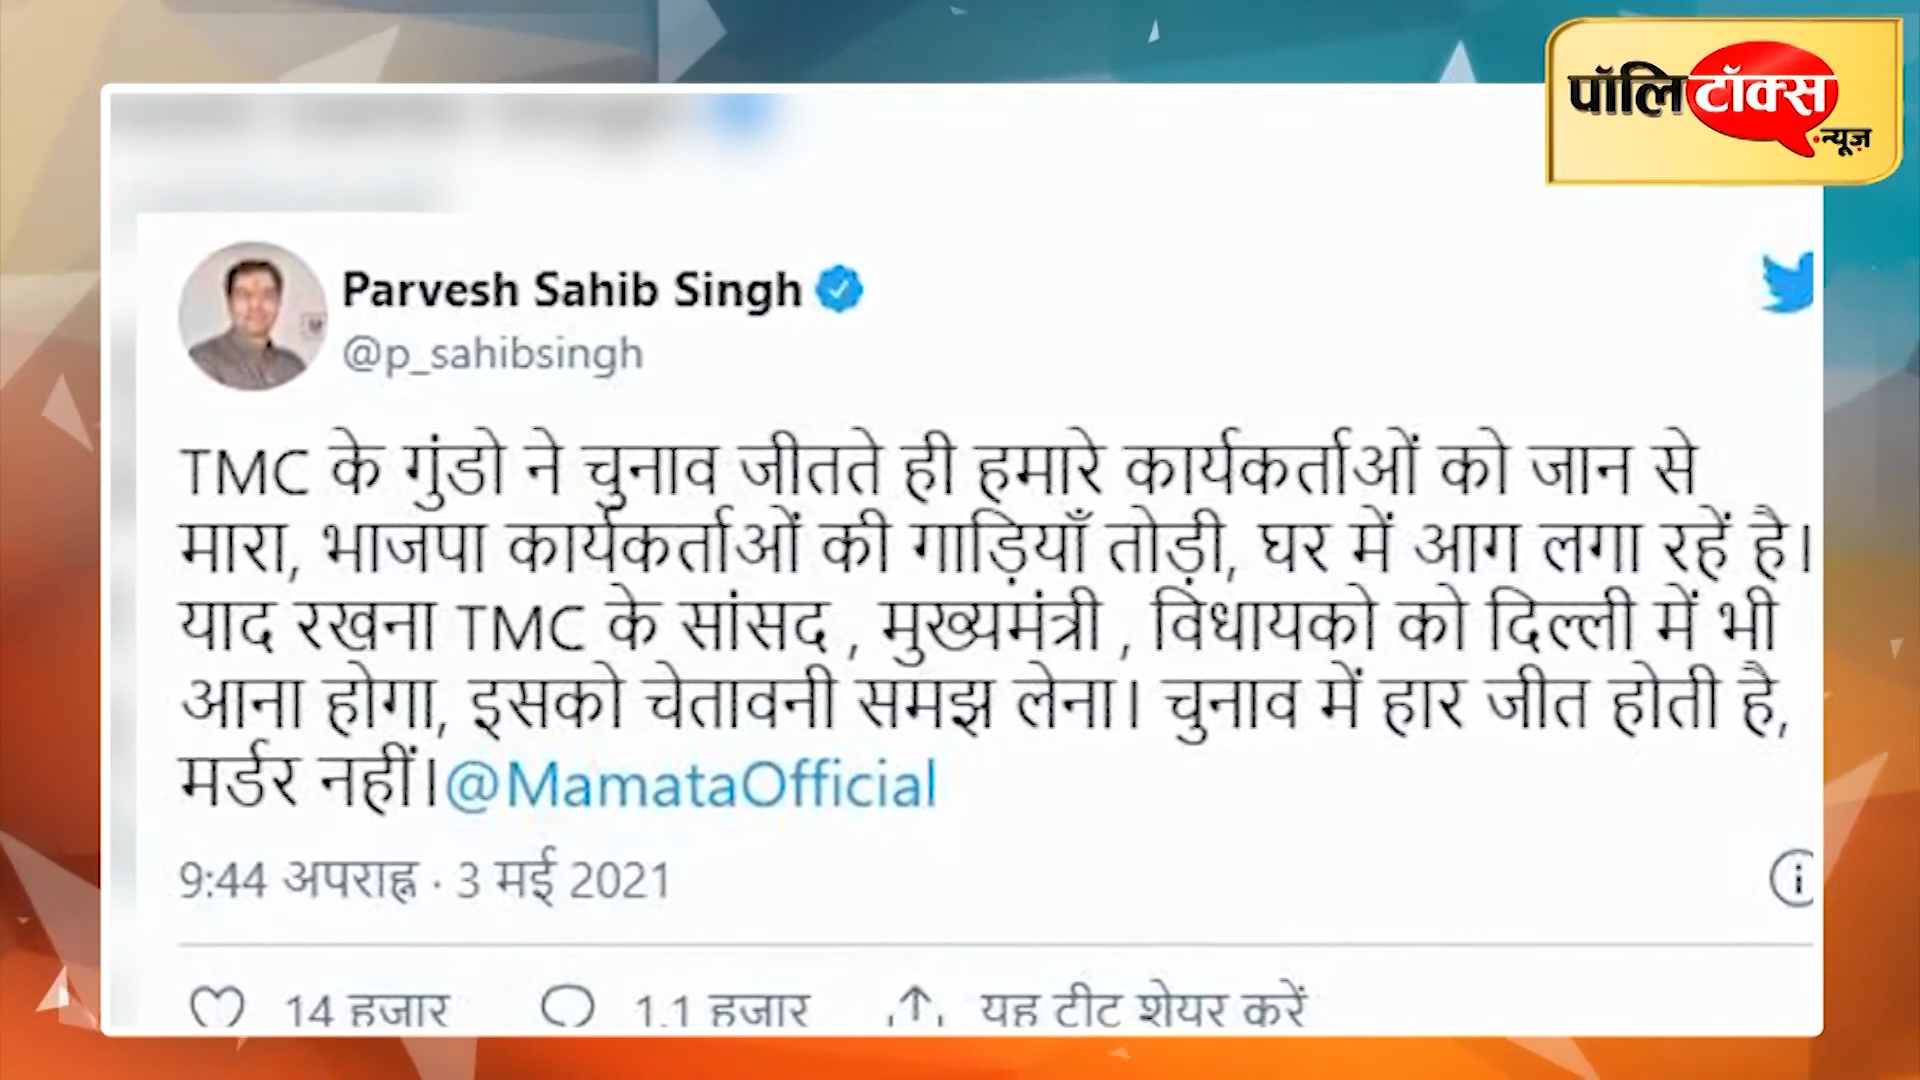 पॉलिटॉक्स
.न्यूज़
Parvesh Sahib Singh
@p_sahibsingh
TMC के गुंडो ने चुनाव जीतते ही हमारे कार्यकर्ताओं को जान से
मारा, भाजपा कार्यकर्ताओं की गाड़ियाँ तोड़ी, घर में आग लगा रहें है।
याद रखना TMC के सांसद , मुख्यमंत्री , विधायको को दिल्ली में भी
आना होगा, इसको चेतावनी समझ लेना। चुनाव में हार जीत होती है,
मर्डर नहीं।@MamataOfficial
9:44 अपराह्न · 3 मई 2021
14 हजार 1.1 हजार यह टीट शेयर करें